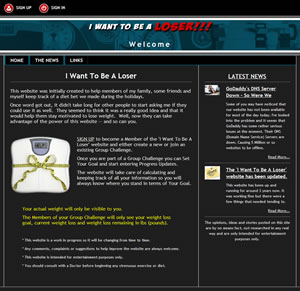 SIGN UP SIGN IN
I WANT TO BE A LOSER!!!
Welcome
HOME THE NEWS LINKS
I Want To Be A Loser
This website was initially created to help members of my family, some friends and
myself keep track of a diet bet we made during the holidays.
Once word got out, it didn't take long for other people to start asking me if they
could use it as well. They seemed to think it was a really good idea and that it
would help them stay motivated to lose weight. Well, now they can take
advantage of the power of this website -- and so can you.
SIGN UP to become a Member of the 'I Want To Be A
Loser' website and either create a new or join an
existing Group Challenge.
Once you are part of a Group Challenge you can Set
Your Goal and start entering Progress Updates.
The website will take care of calculating and
keeping track of all your information so you will
always know where you stand in terms of Your Goal.
Your actual weight will only be visible to you.
The Members of your Group Challenge will only see your weight loss
goal, current weight loss and weight loss remaining in lbs (pounds).
* This website is a work in progress so it will be changing from time to time.
* Any comments, complaints or suggestions to help improve the website are always welcome.
* This website is intended for entertainment purposes only.
* You should consult with a Doctor before beginning any strenuous exercise or diet.
LATEST NEWS
GoDaddy's DNS Server
Down - So Were We
Some of you may have noticed
that our website has not been available
for most of the day today. I've looked
into the problem and it seems that
GoDaddy has some rather serious
issues at the moment. Their DNS
(Domain Name Service) Servers are
down. Causing 5 Million or so
websites to be offline.
Read More...
The 'I Want To Be A Loser'
website has been updated.
This website has been up and
running for around 2 years now. It
was working fine but there were a
few things that needed tending to.
Read More...
The opinions, ideas and stories posted on this site
are by no means fact, not researched in any real
way and are only intended for entertainment
purposes only.